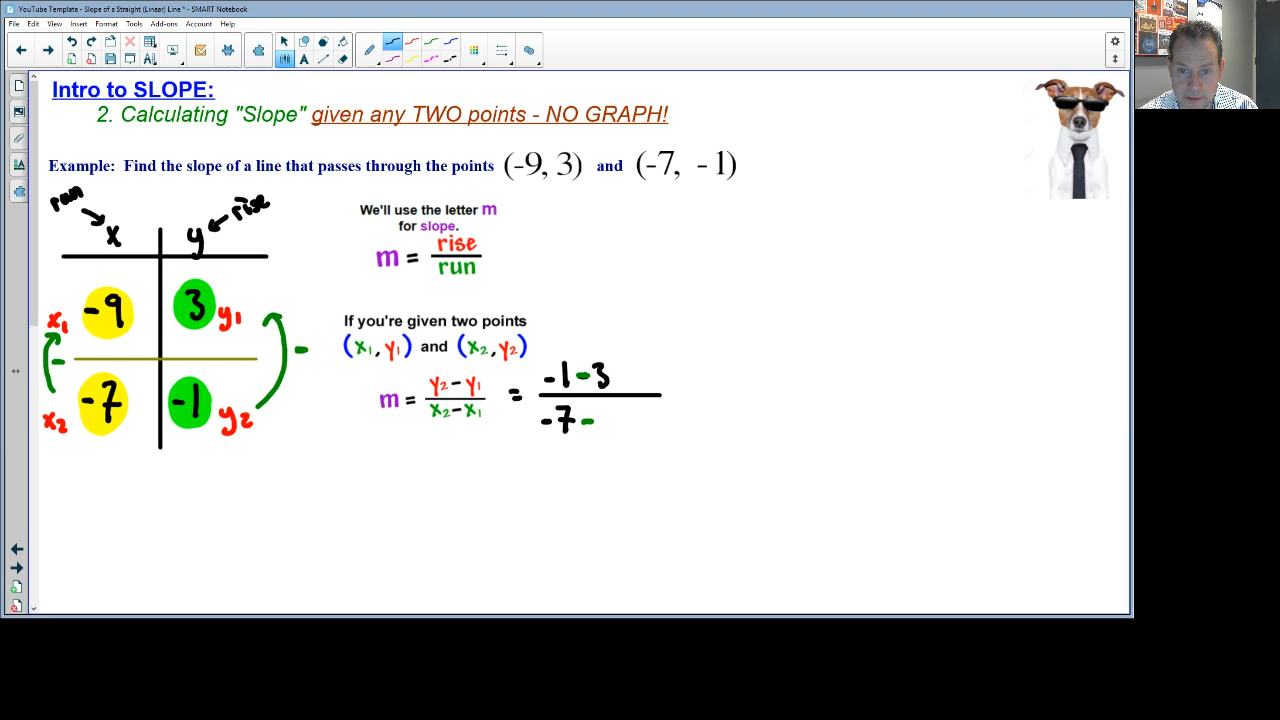 YouTube Template - Slope of a Straight (Linear) Line * - SMART Notebook
File Edit View Insert Format Tools Add-ons Account Help
Intro to SLOPE:
2. Calculating "Slope" given any TWO points - NO GRAPH!
Example: Find the slope of a line that passes through the points (-9, 3) and (-7, - 1)
run rise
x y
-9 3
x₁ y₁
-7 -1
x₂ y₂
- -
We'll use the letter m
for slope.
m = rise
run
If you're given two points
(x₁, y₁) and (x₂, y₂)
m = y₂ - y₁ = -1 - 3
x₂ - x₁ -7 -